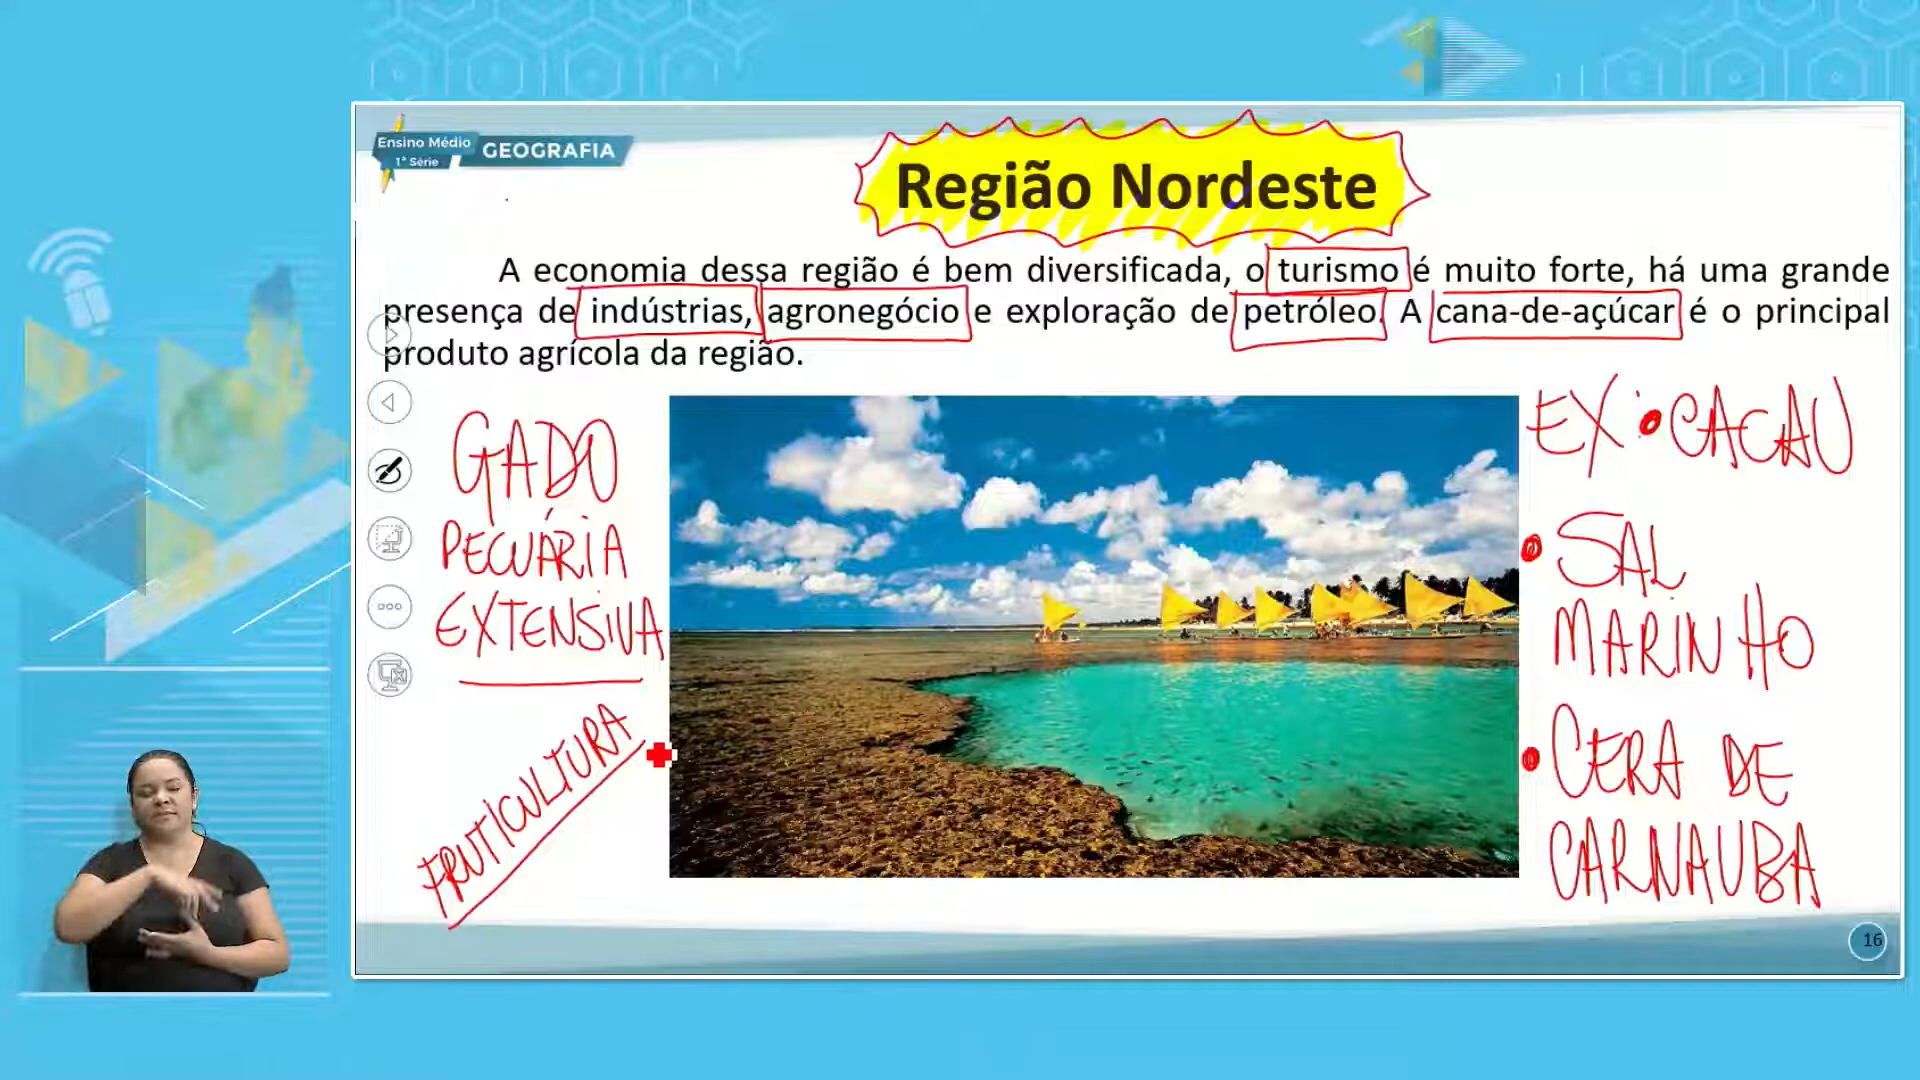 Ensino Médio
1ª Série
GEOGRAFIA
Região Nordeste
A economia dessa região é bem diversificada, o turismo é muito forte, há uma grande
presença de indústrias, agronegócio e exploração de petróleo. A cana-de-açúcar é o principal
produto agrícola da região.
GADO
PECUÁRIA
EXTENSIVA
FRUTICULTURA
EX: CACAU
SAL
MARINHO
CERA DE
CARNAUBA
16